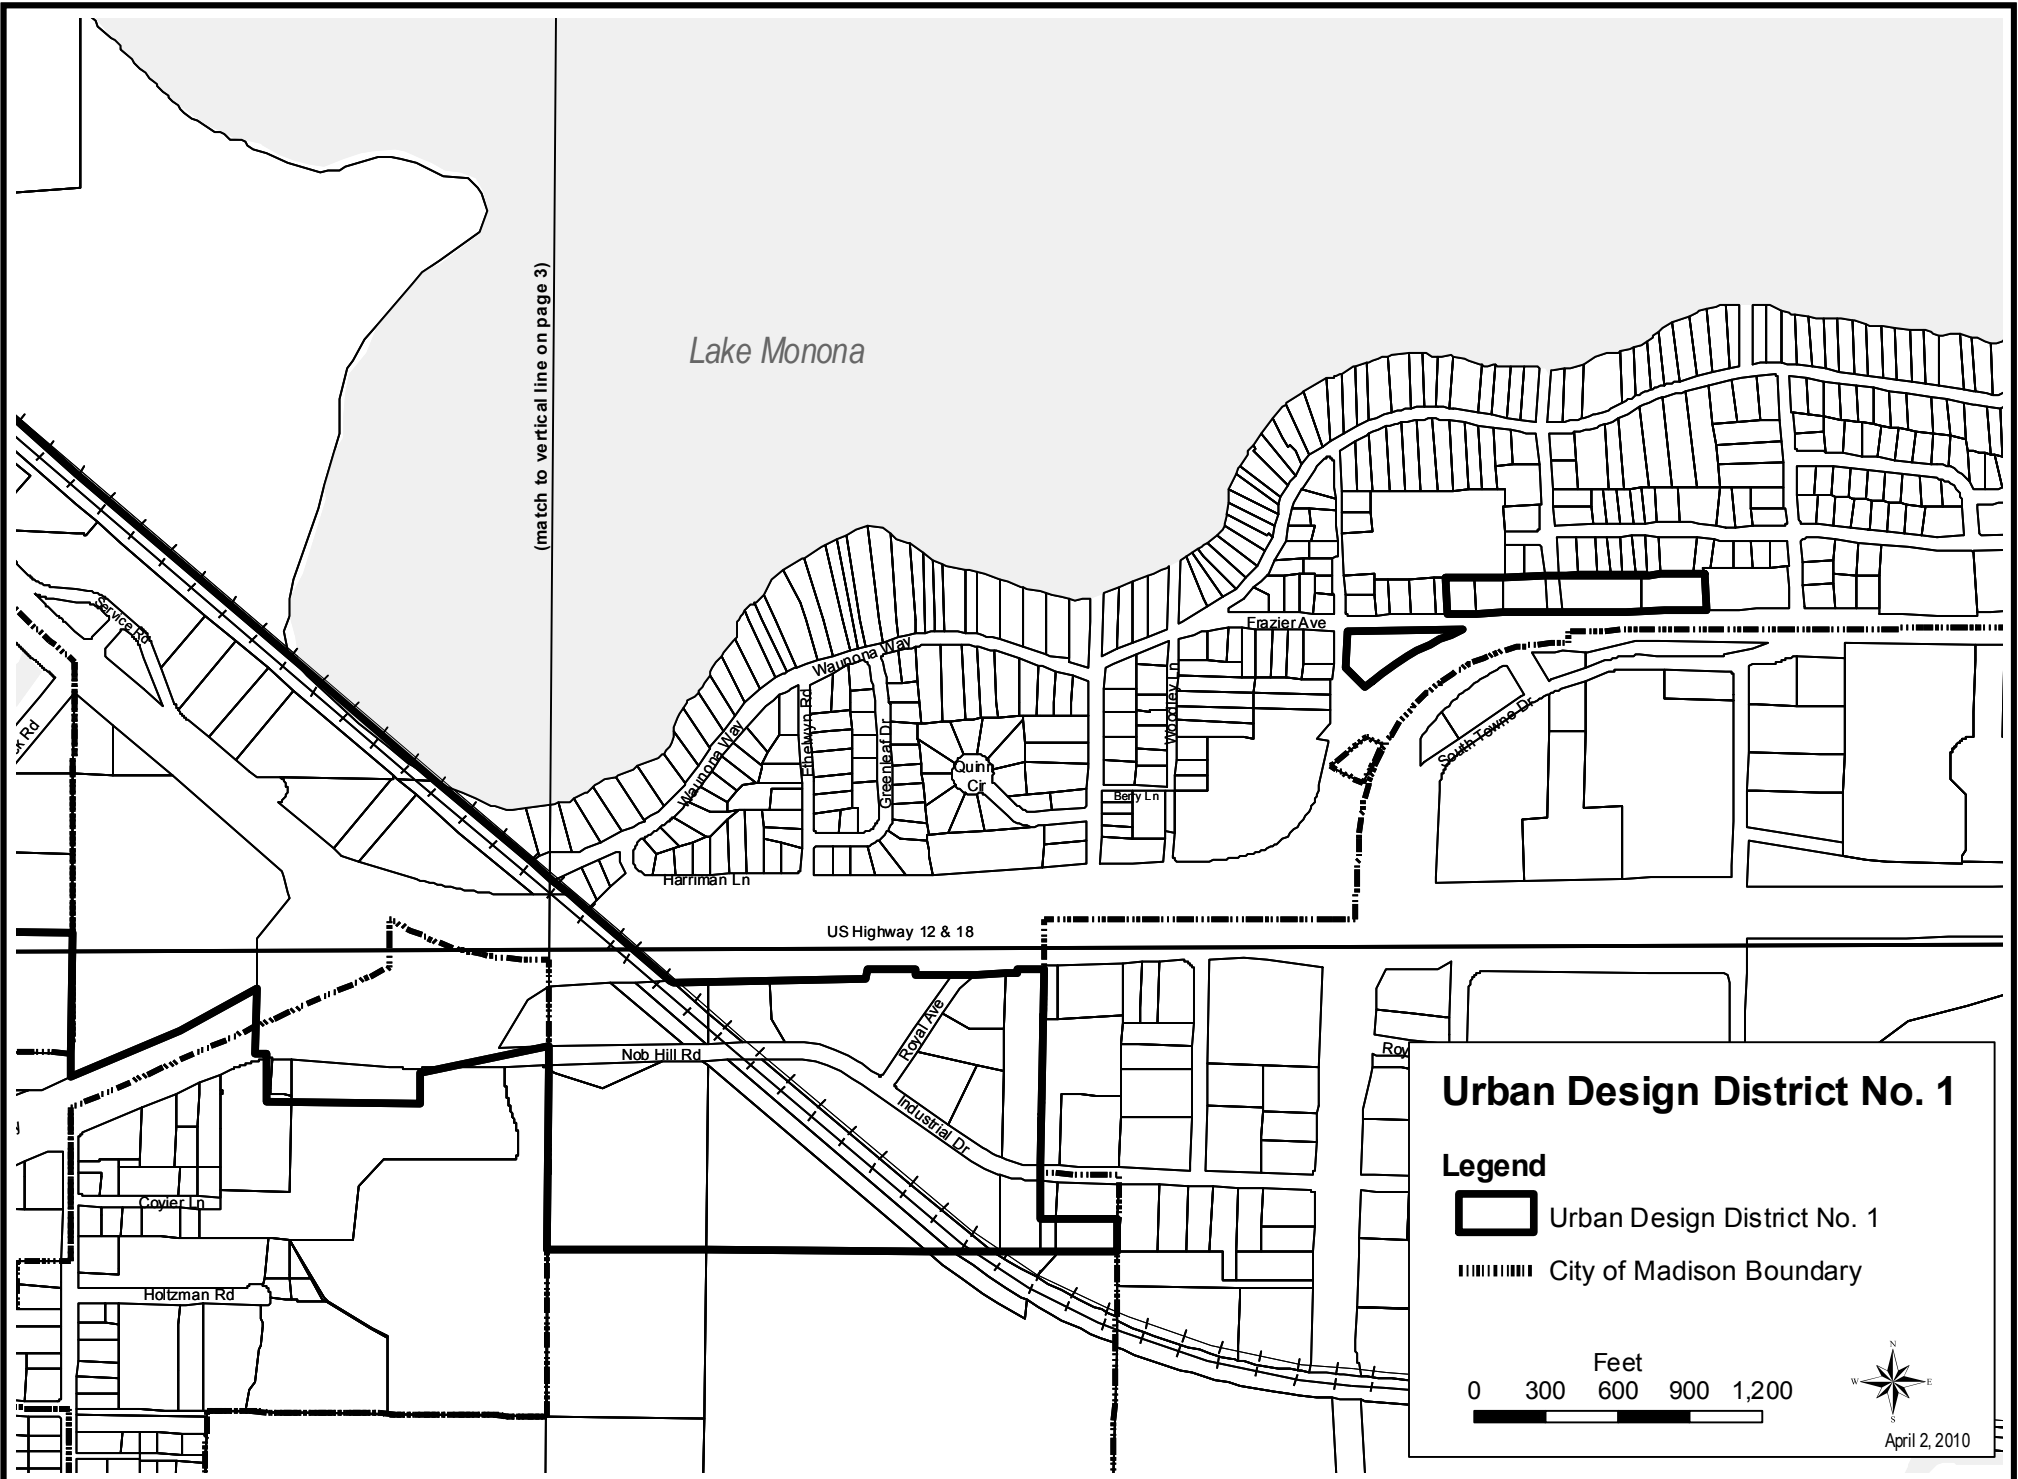 (match to vertical line on page 3)
Lake Monona
Service Rd
Frazier Ave
Waunona Way
Woodley Ln
Ethelwyn Rd
Greenleaf Dr
Waunona Way
South Towne Dr
Quinn
Cir
Berry Ln
Harriman Ln
US Highway 12 & 18
Royal Ave
Nob Hill Rd
Industrial Dr
Coyier Ln
Holtzman Rd
Urban Design District No. 1
Legend
Urban Design District No. 1
City of Madison Boundary
Feet
0 300 600 900 1,200
N
W E
S
April 2, 2010